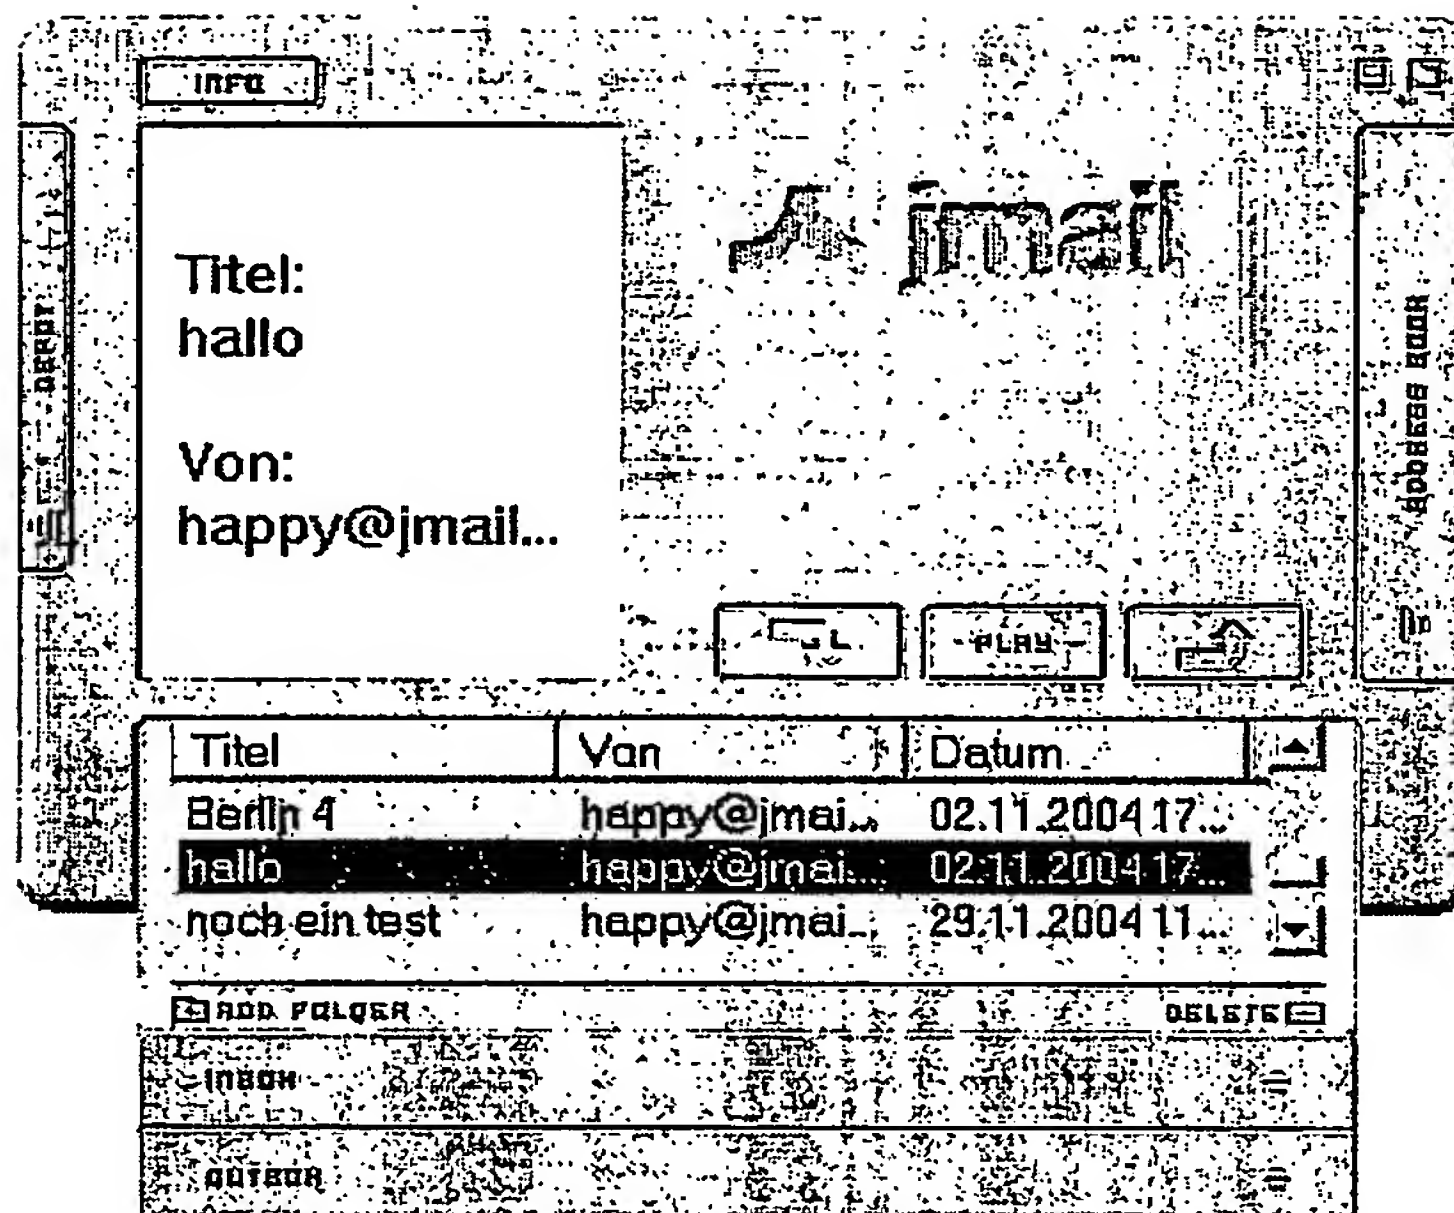 INFO
jmail
DEPOT
ADDRESS BOOK
Titel:
hallo
Von:
happy@jmail...
PLAY
Titel Von Datum
Berlin 4 happy@jmai... 02.11.2004 17...
hallo happy@jmai... 02.11.2004 17...
noch ein test happy@jmai... 29.11.2004 11...
ADD FOLDER DELETE
INBOX
OUTBOX